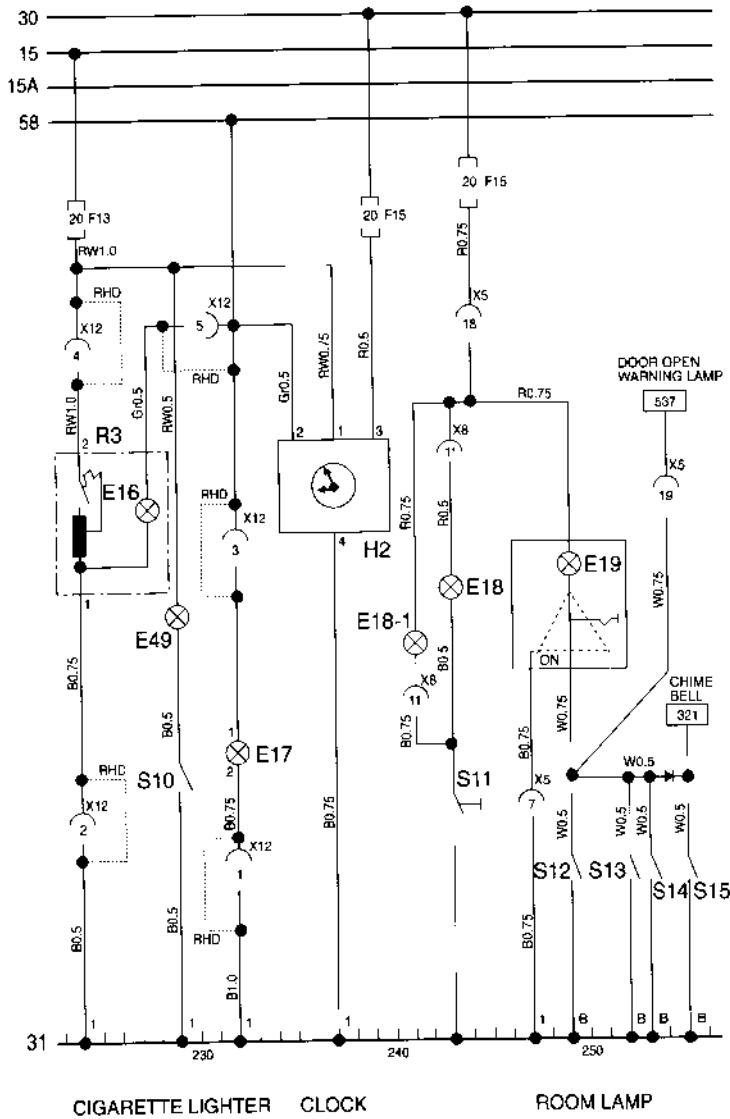 30
15
15A
58
20 F13
20 F15
20 F15
RW1.0
RHD
X12
4
RW1.0
2
R3
E16
1
Gr0.5
RW0.5
X12
5
RHD
Gr0.5
RW0.75
R0.5
2
1
3
H2
4
R0.75
X5
18
R0.75
X8
11
R0.75
R0.5
DOOR OPEN
WARNING LAMP
537
X5
19
W0.75
RHD
X12
3
E49
E18-1
E18
E19
ON
X8
11
B0.75
B0.5
CHIME
BELL
321
B0.75
B0.5
S10
1
E17
2
B0.75
B0.75
S11
B0.75
X5
7
W0.75
W0.5
RHD
X12
2
X12
1
RHD
W0.5
W0.5
W0.5
W0.5
S12
S13
S14
S15
B0.5
B0.5
B1.0
B0.75
31
1
1
1
1
1
B
B
B
B
230
240
250
CIGARETTE LIGHTER
CLOCK
ROOM LAMP